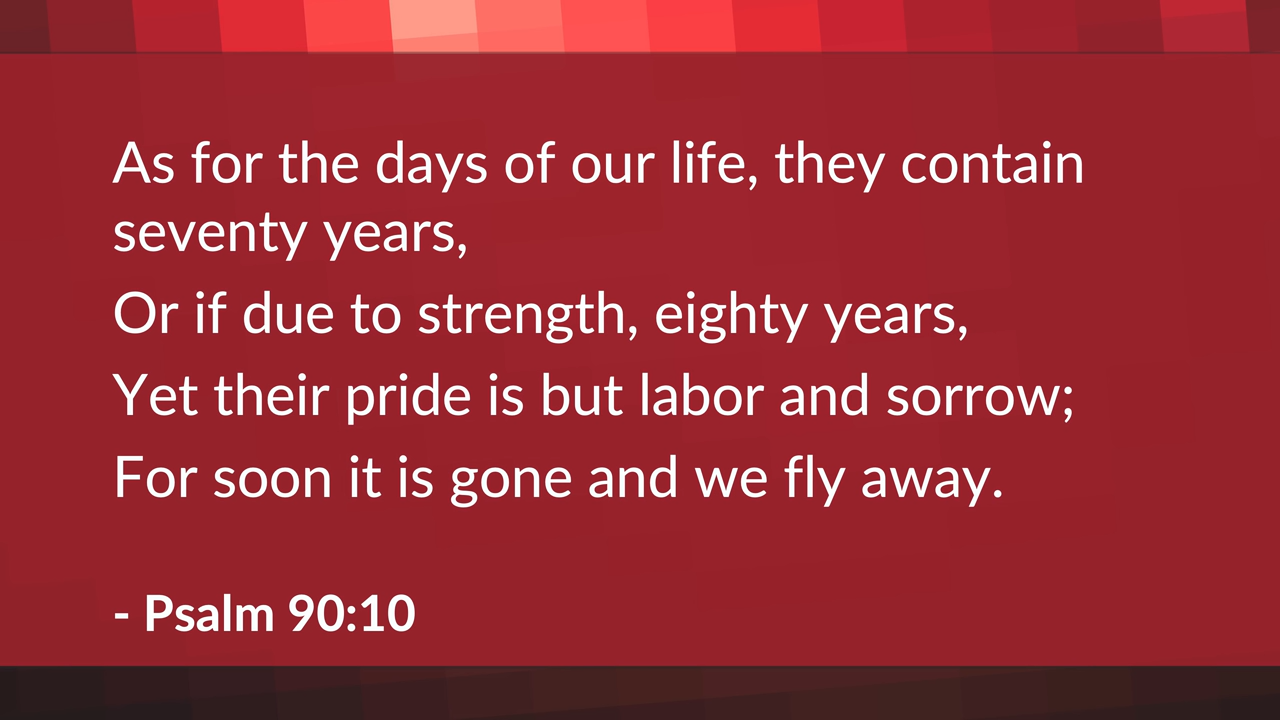 As for the days of our life, they contain
seventy years,
Or if due to strength, eighty years,
Yet their pride is but labor and sorrow;
For soon it is gone and we fly away.
- Psalm 90:10